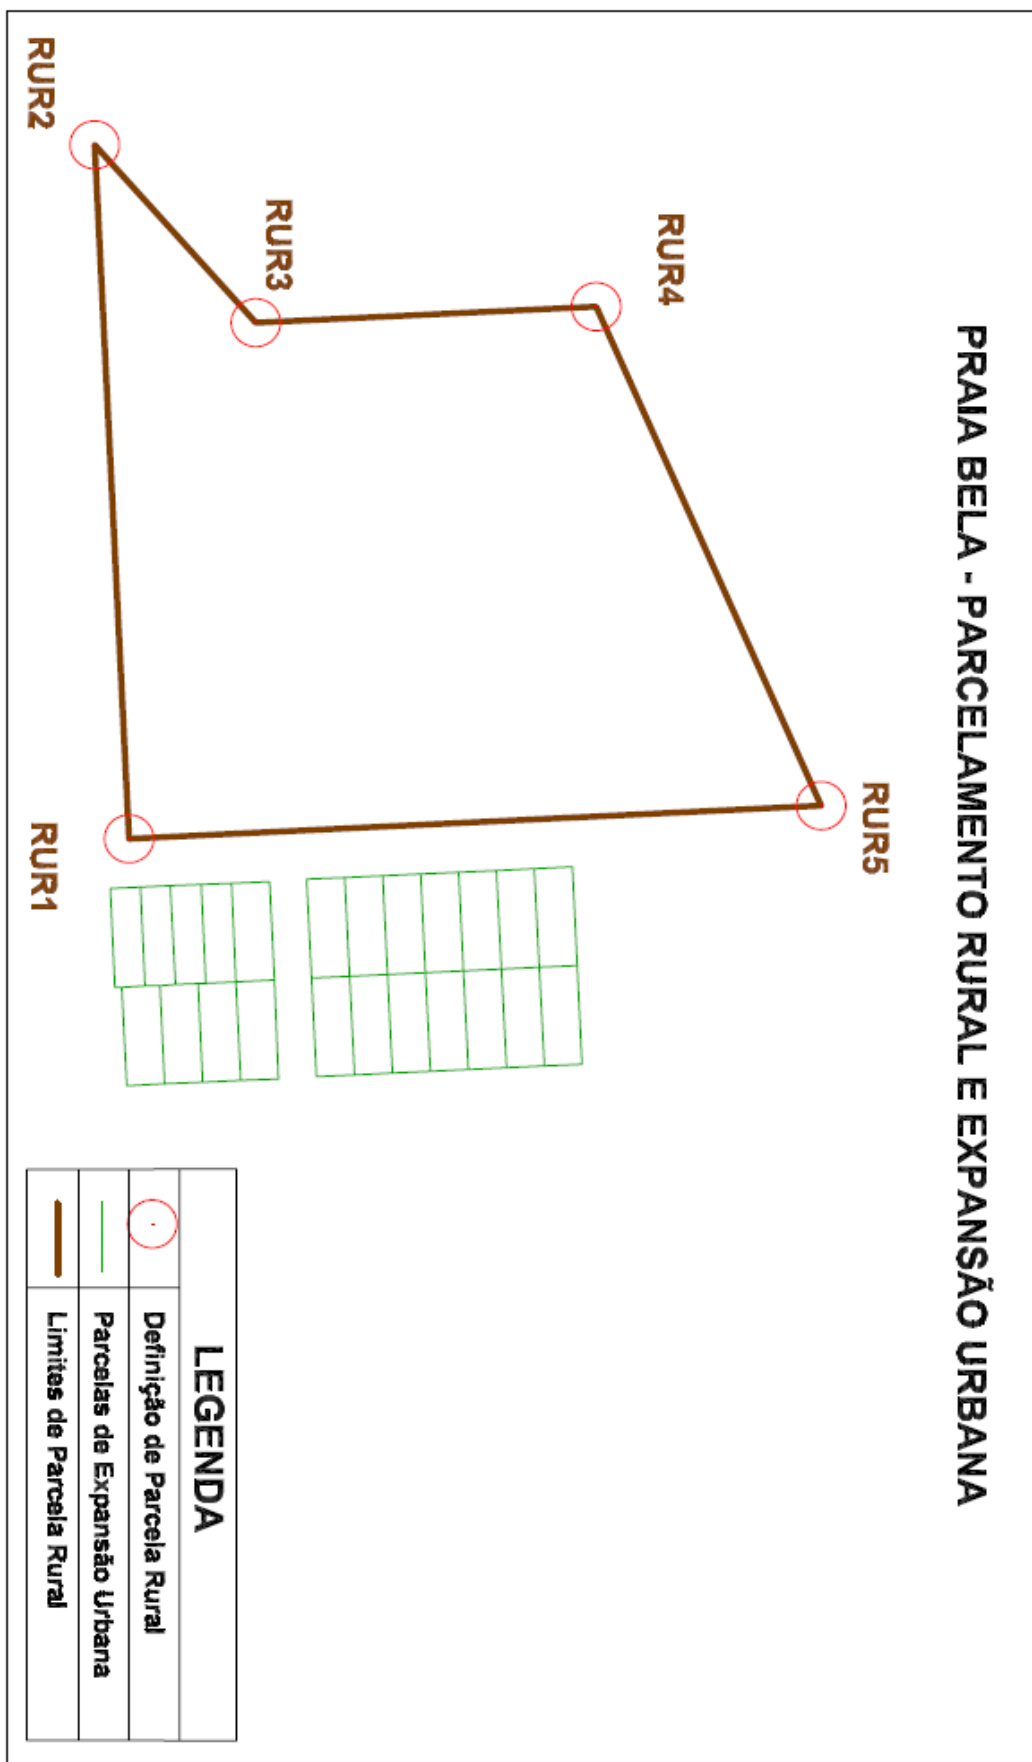 PRAIA BELA - PARCELAMENTO RURAL E EXPANSÃO URBANA
RUR2
RUR3
RUR4
RUR5
RUR1
LEGENDA
Definição de Parcela Rural
Parcelas de Expansão Urbana
Limites de Parcela Rural